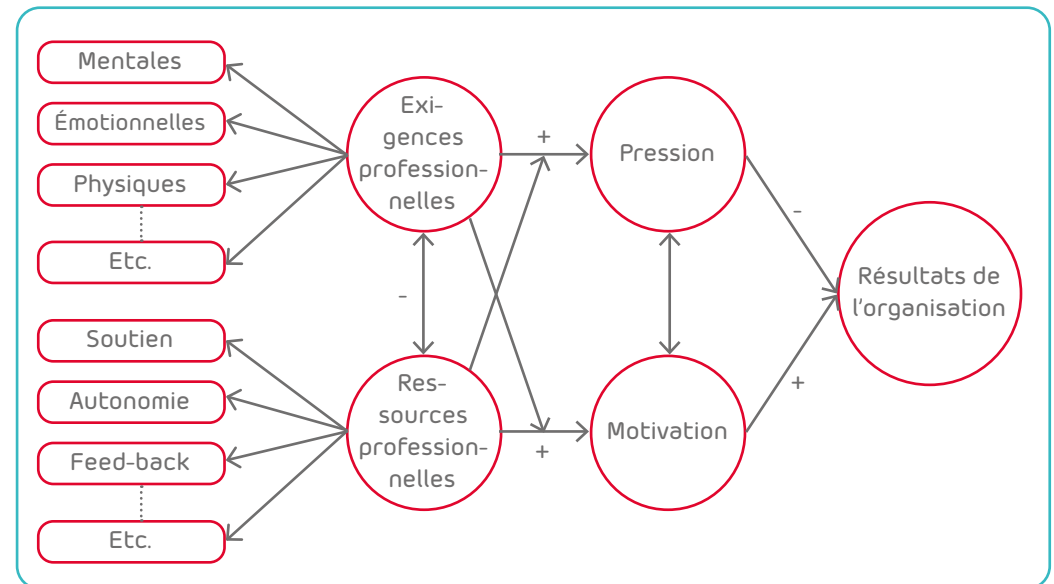 Mentales
Émotionnelles
Physiques
Etc.
Soutien
Autonomie
Feed-back
Etc.
Exi-
gences
profession-
nelles
-
Res-
sources
profession-
nelles
+
+
Pression
Motivation
-
+
Résultats de
l'organisation